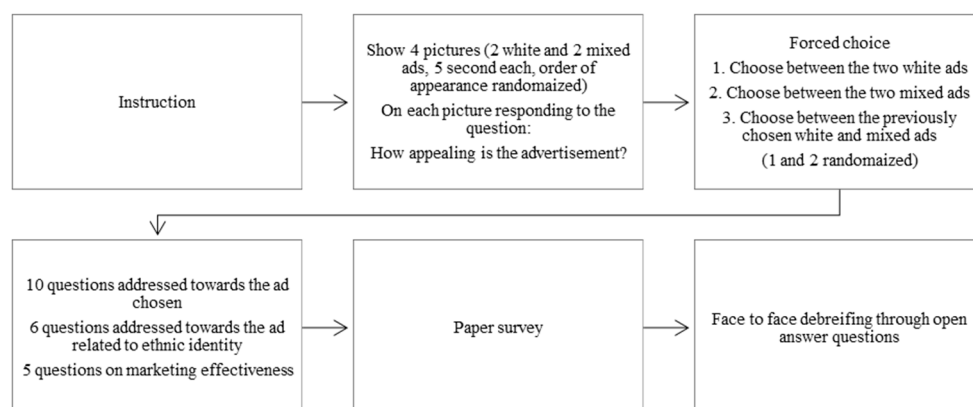 Instruction
Show 4 pictures (2 white and 2 mixed
ads, 5 second each, order of
appearance randomaized)
On each picture responding to the
question:
How appealing is the advertisement?
Forced choice
1. Choose between the two white ads
2. Choose between the two mixed ads
3. Choose between the previously
chosen white and mixed ads
(1 and 2 randomaized)
10 questions addressed towards the ad
chosen
6 questions addressed towards the ad
related to ethnic identity
5 questions on marketing effectiveness
Paper survey
Face to face debreifing through open
answer questions